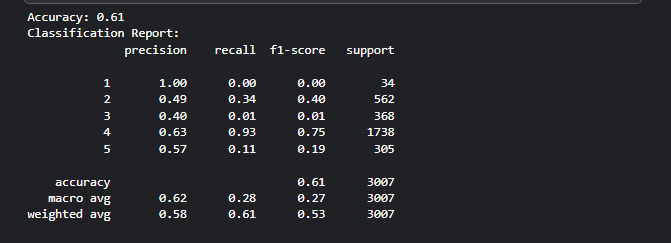 Accuracy: 0.61
Classification Report:
precision recall f1-score support
1 1.00 0.00 0.00 34
2 0.49 0.34 0.40 562
3 0.40 0.01 0.01 368
4 0.63 0.93 0.75 1738
5 0.57 0.11 0.19 305
accuracy 0.61 3007
macro avg 0.62 0.28 0.27 3007
weighted avg 0.58 0.61 0.53 3007